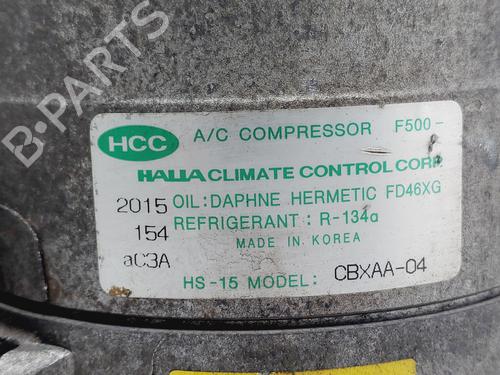 HCC
A/C COMPRESSOR F500-
HALLA CLIMATE CONTROL CORP.
2015 OIL: DAPHNE HERMETIC FD46XG
154 REFRIGERANT: R-134a
MADE IN KOREA
aC3A
HS-15 MODEL: CBXAA-04
B-PARTS